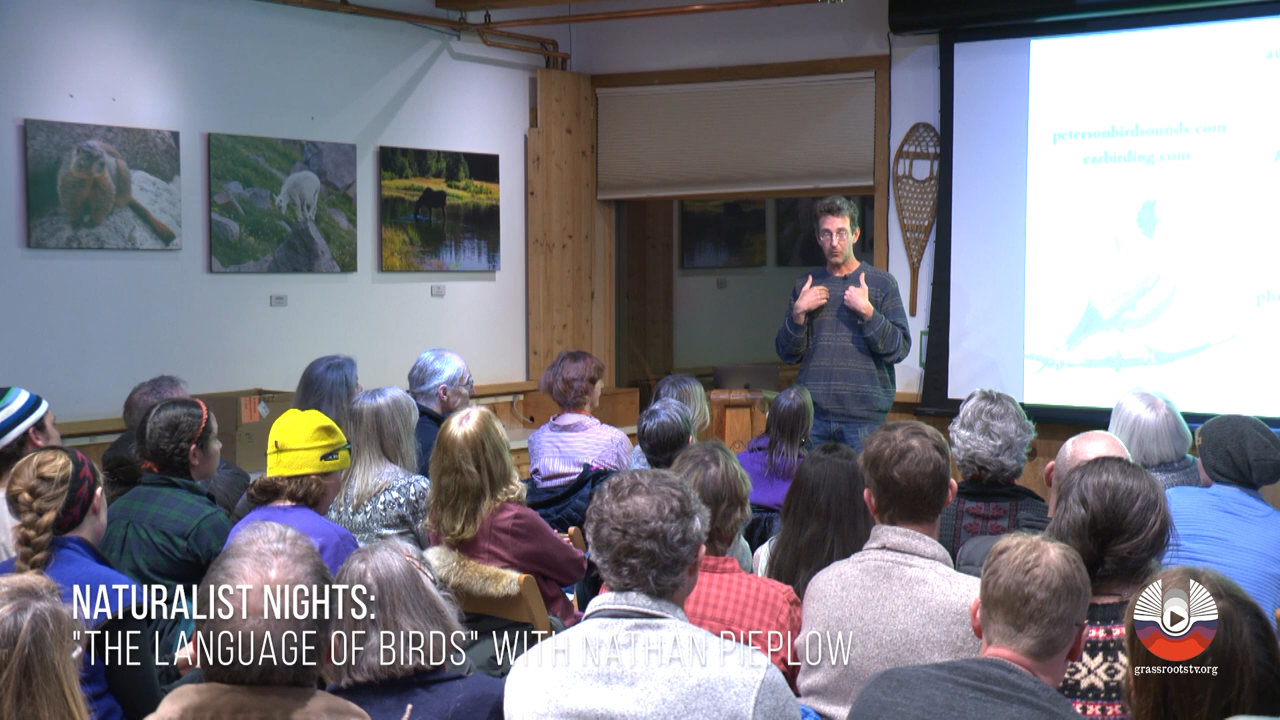 petersonbirdsounds.com
earbirding.com
NATURALIST NIGHTS:
"THE LANGUAGE OF BIRDS" WITH NATHAN PIEPLOW
grassrootstv.org